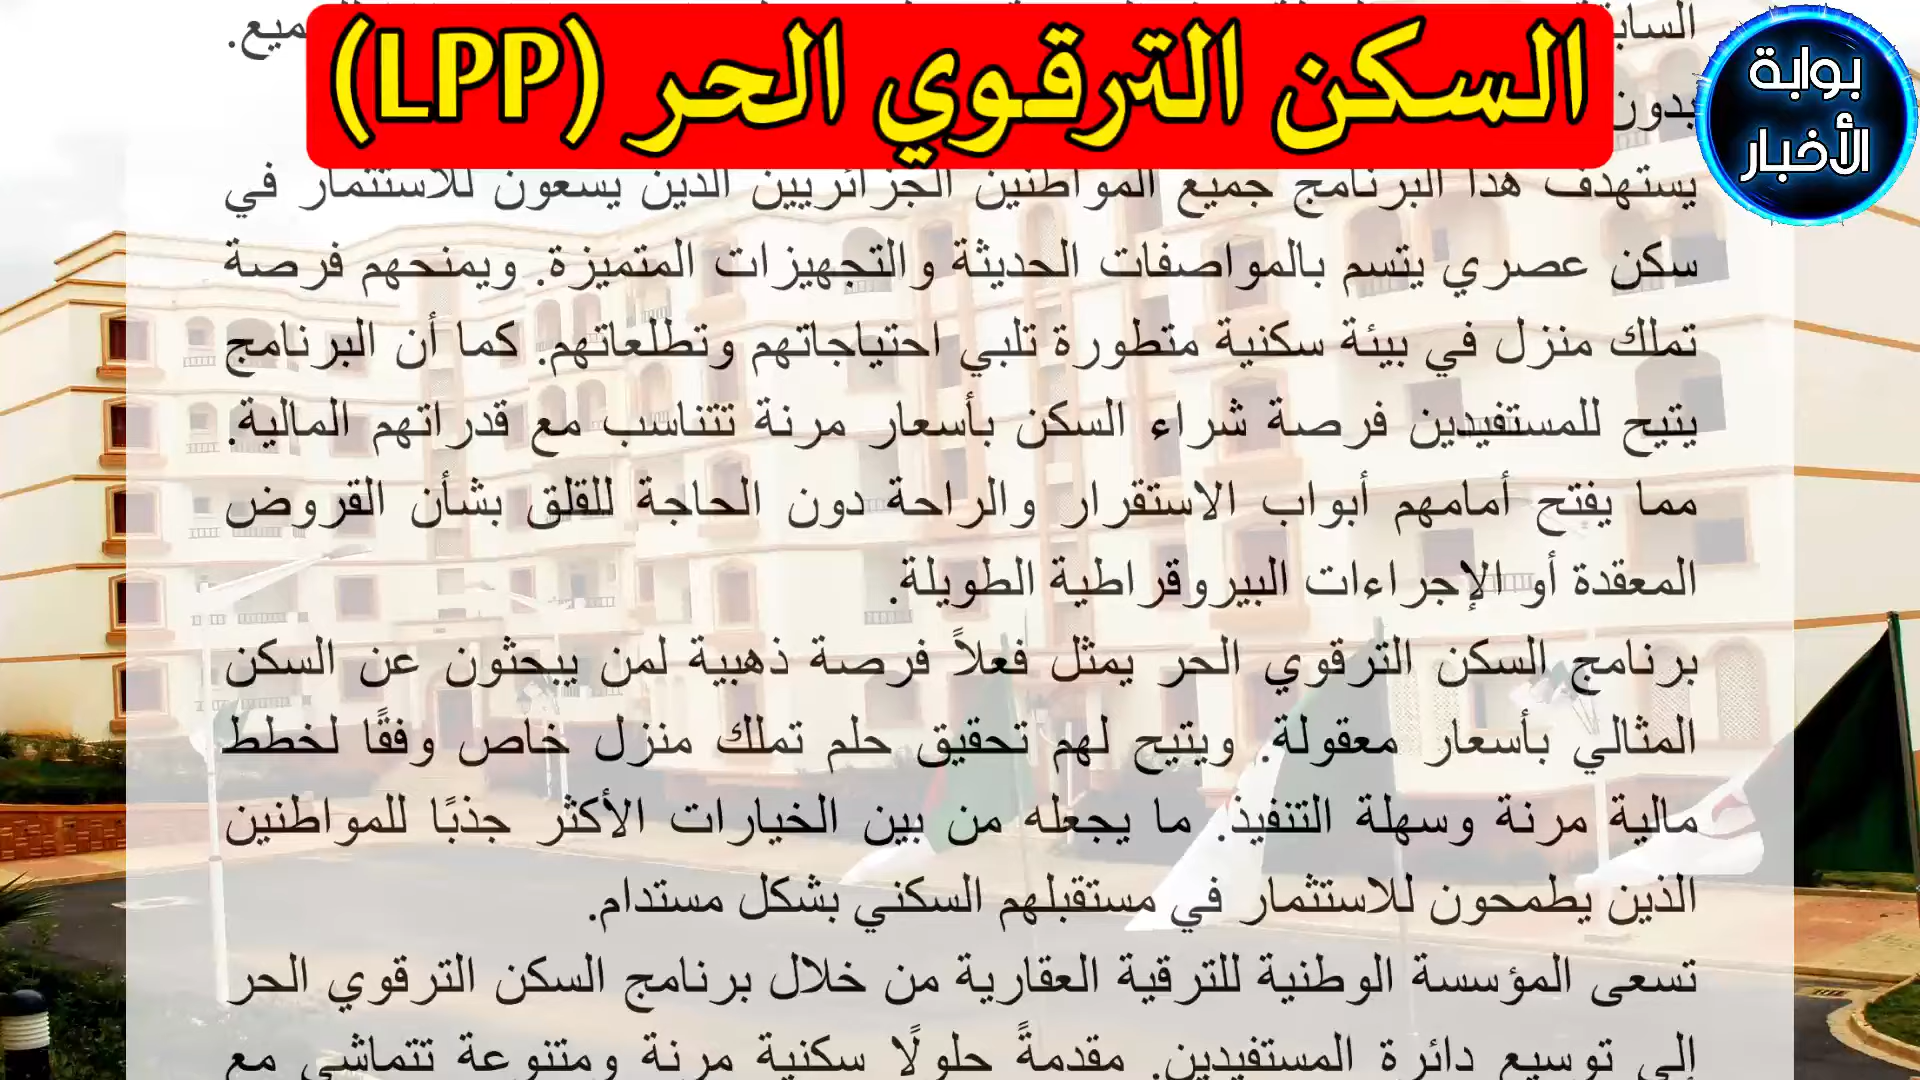 السكن الترقوي الحر (LPP)
بوابة
الأخبار
بدون
يستهدف هذا البرنامج جميع المواطنين الجزائريين الذين يسعون للاستثمار في
سكن عصري يتسم بالمواصفات الحديثة والتجهيزات المتميزة. ويمنحهم فرصة
تملك منزل في بيئة سكنية متطورة تلبي احتياجاتهم وتطلعاتهم. كما أن البرنامج
يتيح للمستفيدين فرصة شراء السكن بأسعار مرنة تتناسب مع قدراتهم المالية.
مما يفتح أمامهم أبواب الاستقرار والراحة دون الحاجة للقلق بشأن القروض
المعقدة أو الإجراءات البيروقراطية الطويلة.
برنامج السكن الترقوي الحر يمثل فعلاً فرصة ذهبية لمن يبحثون عن السكن
المثالي بأسعار معقولة. ويتيح لهم تحقيق حلم تملك منزل خاص وفقًا لخطط
مالية مرنة وسهلة التنفيذ. ما يجعله من بين الخيارات الأكثر جذبًا للمواطنين
الذين يطمحون للاستثمار في مستقبلهم السكني بشكل مستدام.
تسعى المؤسسة الوطنية للترقية العقارية من خلال برنامج السكن الترقوي الحر
إلى توسيع دائرة المستفيدين. مقدمةً حلولًا سكنية مرنة ومتنوعة تتماشى مع